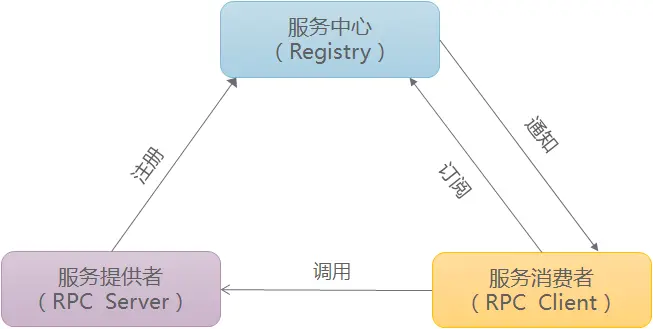 服务中心
（Registry）
注册
订阅
通知
服务提供者
（RPC Server）
调用
服务消费者
（RPC Client）